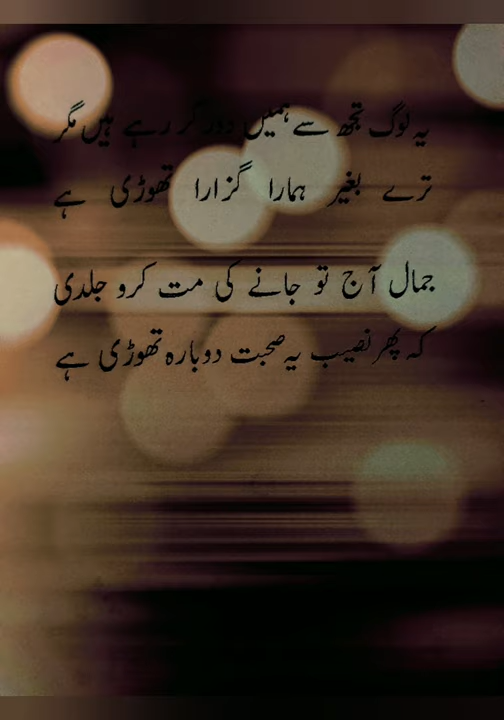 یہ لوگ تجھ سے ہمیں دور کر رہے ہیں مگر
ترے بغیر ہمارا گزارا تھوڑی ہے
جمال آج تو جانے کی مت کرو جلدی
کہ پھر نصیب یہ صحبت دوبارہ تھوڑی ہے